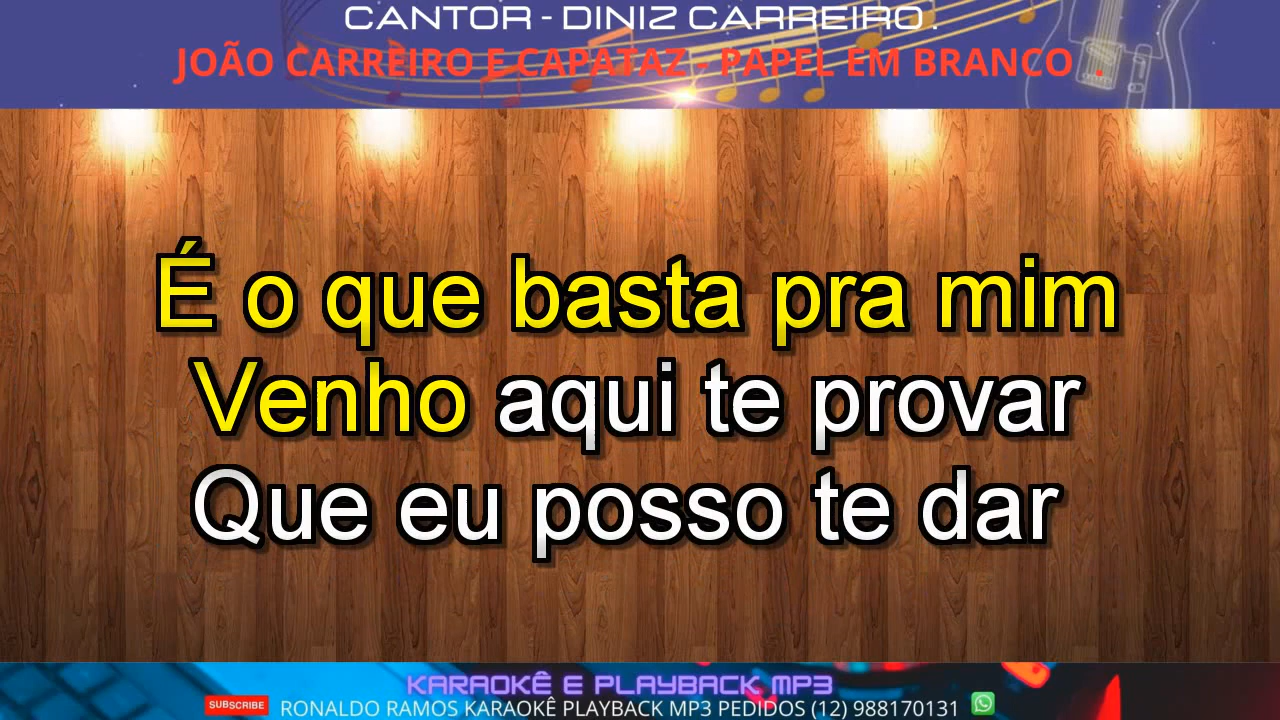 CANTOR - DINIZ CARREIRO .
JOÃO CARREIRO E CAPATAZ - PAPEL EM BRANCO .
É o que basta pra mim
Venho aqui te provar
Que eu posso te dar
KARAOKÊ E PLAYBACK MP3
SUBSCRIBE RONALDO RAMOS KARAOKÊ PLAYBACK MP3 PEDIDOS (12) 988170131